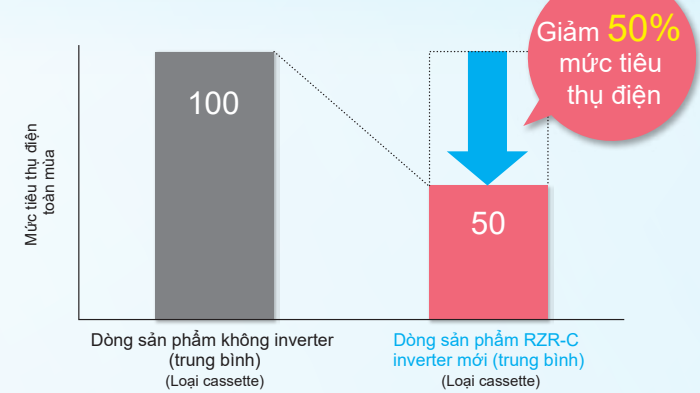 Giảm 50%
mức tiêu
thụ điện
100
50
Mức tiêu thụ điện
toàn mùa
Dòng sản phẩm không inverter
(trung bình)
(Loại cassette)
Dòng sản phẩm RZR-C
inverter mới (trung bình)
(Loại cassette)